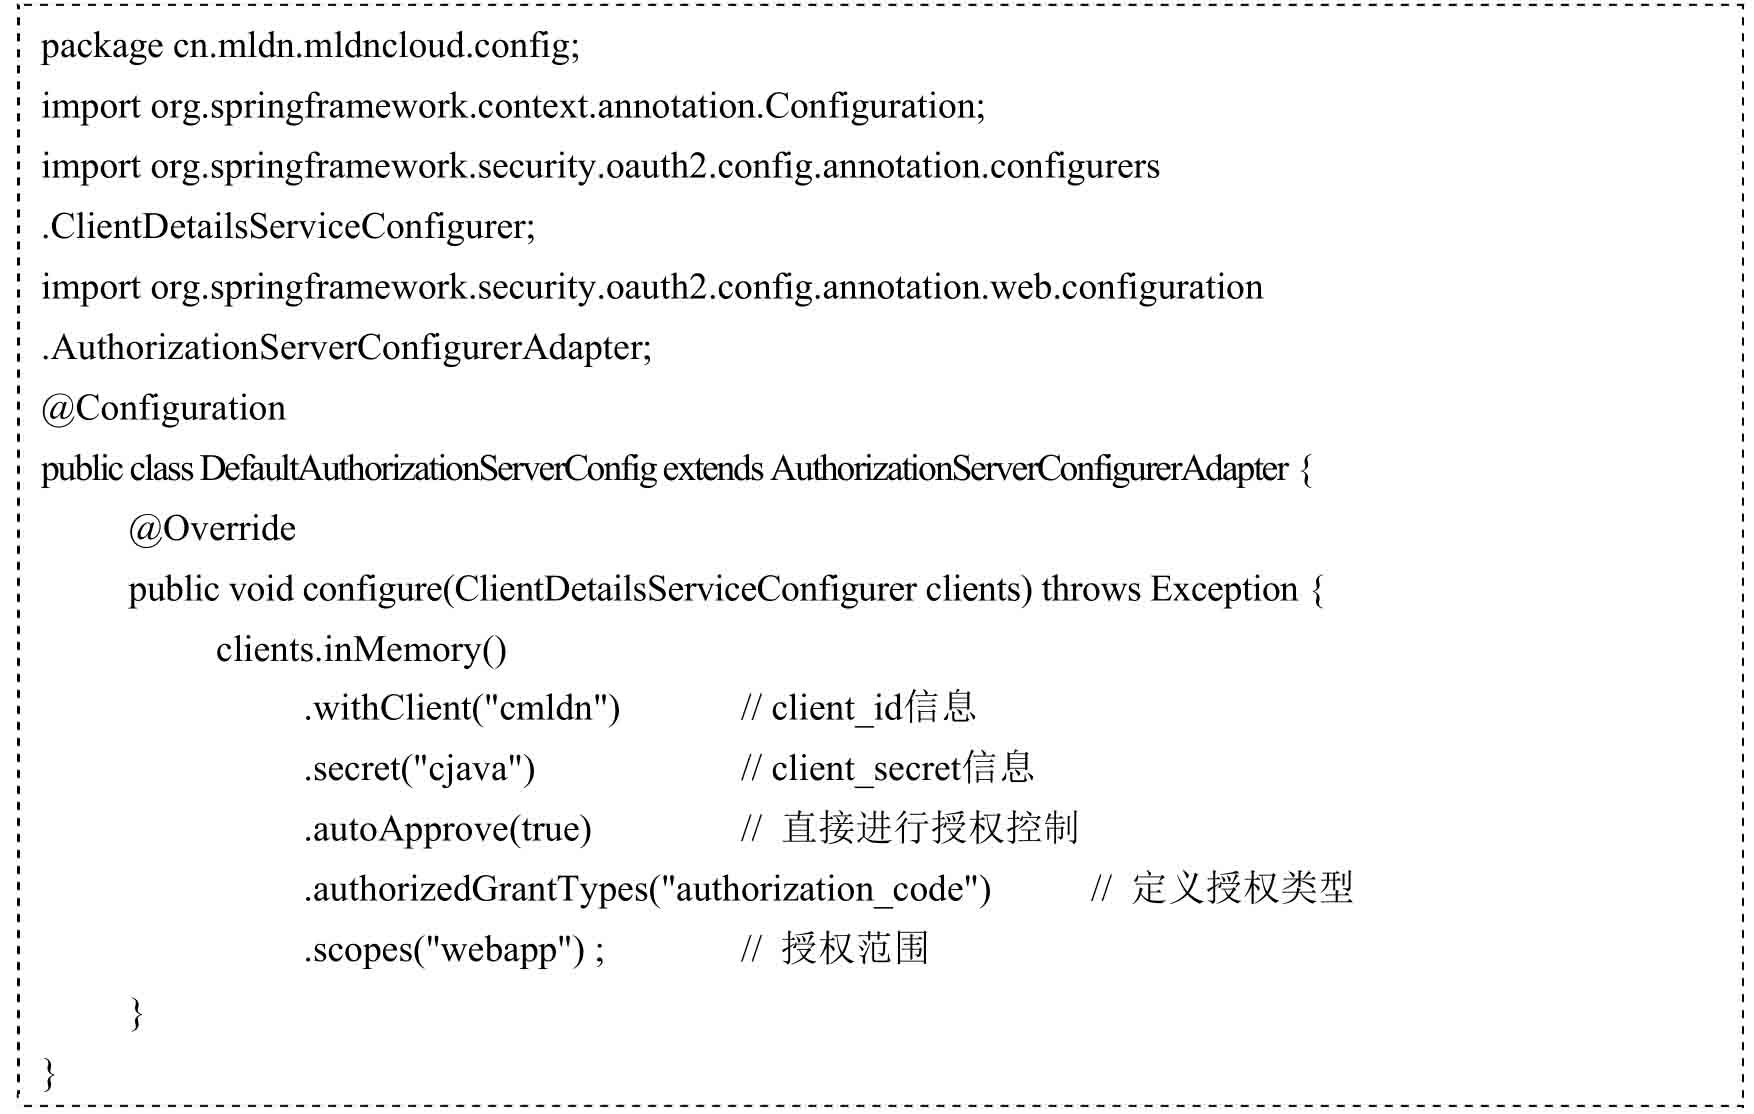 package cn.mldn.mldncloud.config;
import org.springframework.context.annotation.Configuration;
import org.springframework.security.oauth2.config.annotation.configurers
.ClientDetailsServiceConfigurer;
import org.springframework.security.oauth2.config.annotation.web.configuration
.AuthorizationServerConfigurerAdapter;
@Configuration
public class DefaultAuthorizationServerConfig extends AuthorizationServerConfigurerAdapter {
@Override
public void configure(ClientDetailsServiceConfigurer clients) throws Exception {
clients.inMemory()
.withClient("cmldn") // client_id信息
.secret("cjava") // client_secret信息
.autoApprove(true) // 直接进行授权控制
.authorizedGrantTypes("authorization_code") // 定义授权类型
.scopes("webapp") ; // 授权范围
}
}